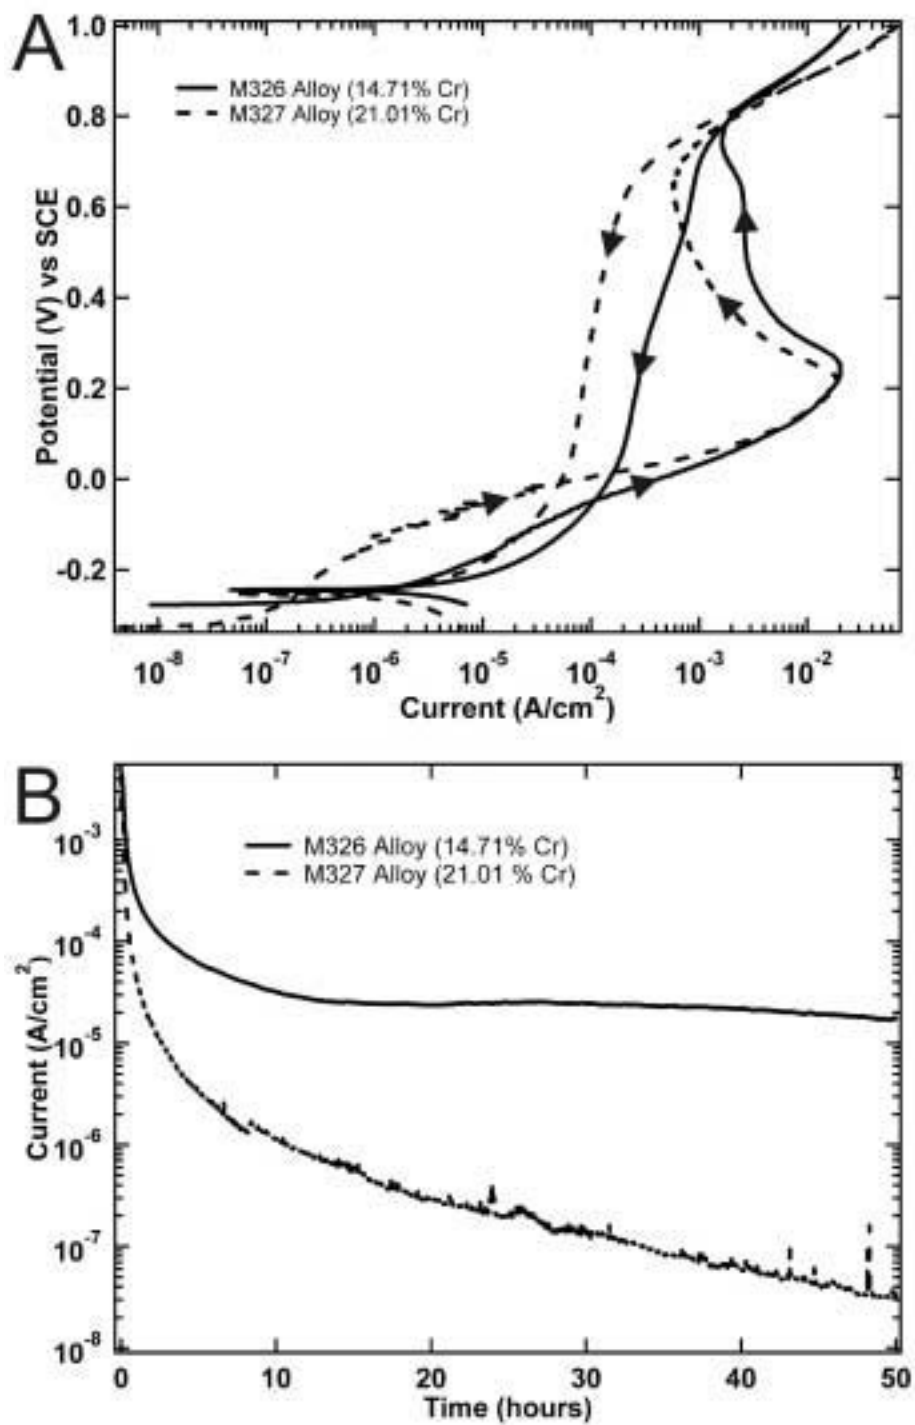 A
1.0
M326 Alloy (14.71% Cr)
M327 Alloy (21.01% Cr)
0.8
0.6
0.4
0.2
0.0
-0.2
Potential (V) vs SCE
10⁻⁸ 10⁻⁷ 10⁻⁶ 10⁻⁵ 10⁻⁴ 10⁻³ 10⁻²
Current (A/cm²)
B
M326 Alloy (14.71% Cr)
M327 Alloy (21.01 % Cr)
10⁻³
10⁻⁴
10⁻⁵
10⁻⁶
10⁻⁷
10⁻⁸
Current (A/cm²)
0 10 20 30 40 50
Time (hours)